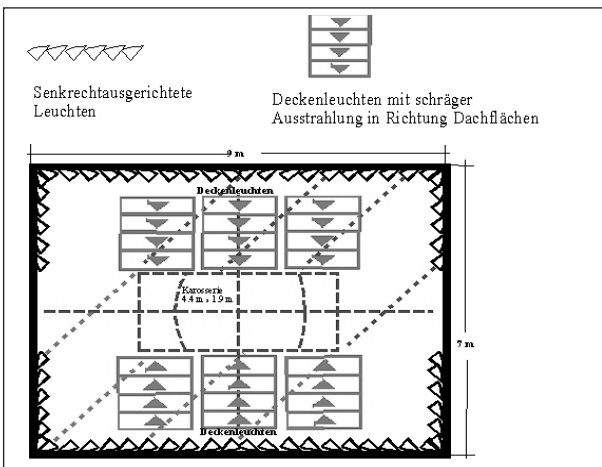 Senkrechtausgerichtete
Leuchten
Deckenleuchten mit schräger
Ausstrahlung in Richtung Dachflächen
9 m
Deckenleuchten
Karosserie
4.4 m x 1.9 m
7 m
Deckenleuchten